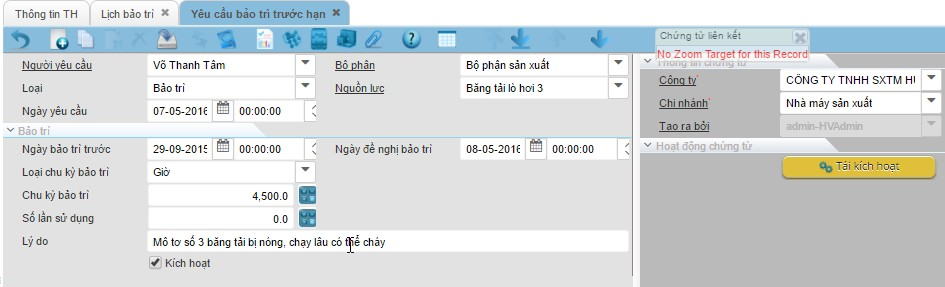 Thông tin TH Lịch bảo trì Yêu cầu bảo trì trước hạn
Chứng từ liên kết
No Zoom Target for this Record
Người yêu cầu Võ Thanh Tâm Bộ phận Bộ phận sản xuất
Loại Bảo trì Nguồn lực Băng tải lò hơi 3
Ngày yêu cầu 07-05-2016 00:00:00
Bảo trì
Ngày bảo trì trước 29-09-2015 00:00:00 Ngày đề nghị bảo trì 08-05-2016 00:00:00
Loại chu kỳ bảo trì Giờ
Chu kỳ bảo trì 4,500.0
Số lần sử dụng 0.0
Lý do Mô tơ số 3 băng tải bị nóng, chạy lâu có thể cháy
Kích hoạt
Thông tin chứng từ
Công ty CÔNG TY TNHH SXTM
Chi nhánh Nhà máy sản xuất
Tạo ra bởi admin-HVAdmin
Hoạt động chứng từ
Tái kích hoạt